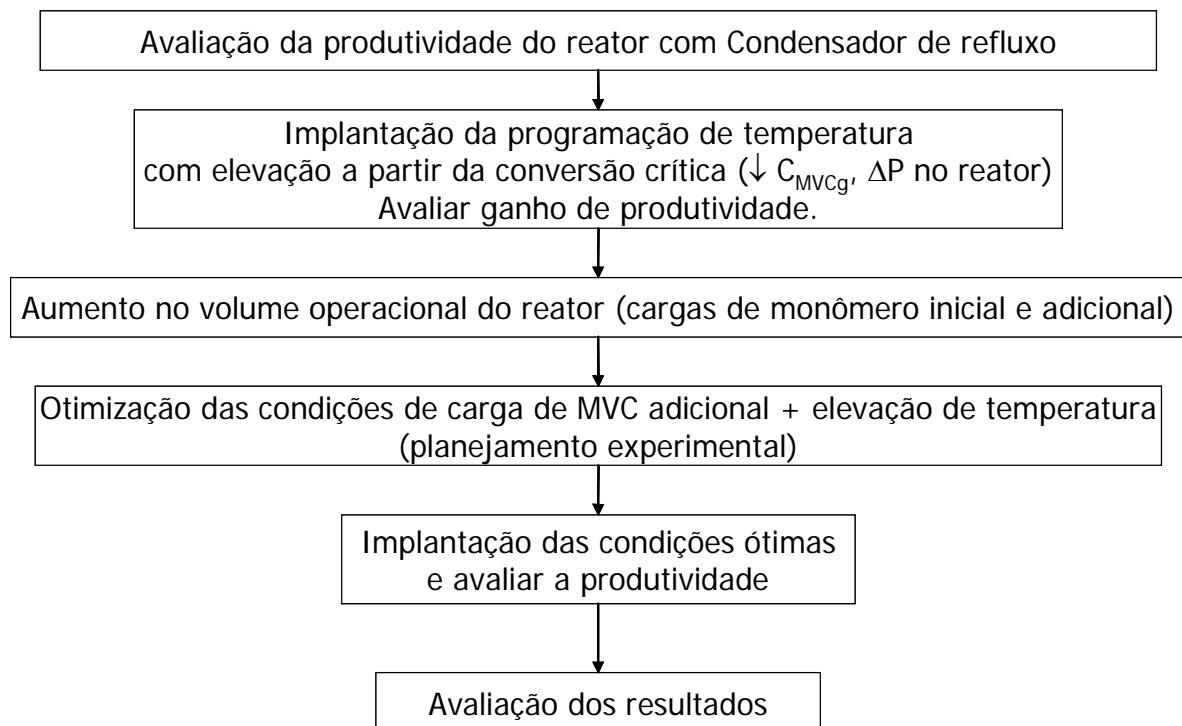 Avaliação da produtividade do reator com Condensador de refluxo
Implantação da programação de temperatura
com elevação a partir da conversão crítica (↓ C_MVCg, ΔP no reator)
Avaliar ganho de produtividade.
Aumento no volume operacional do reator (cargas de monômero inicial e adicional)
Otimização das condições de carga de MVC adicional + elevação de temperatura
(planejamento experimental)
Implantação das condições ótimas
e avaliar a produtividade
Avaliação dos resultados